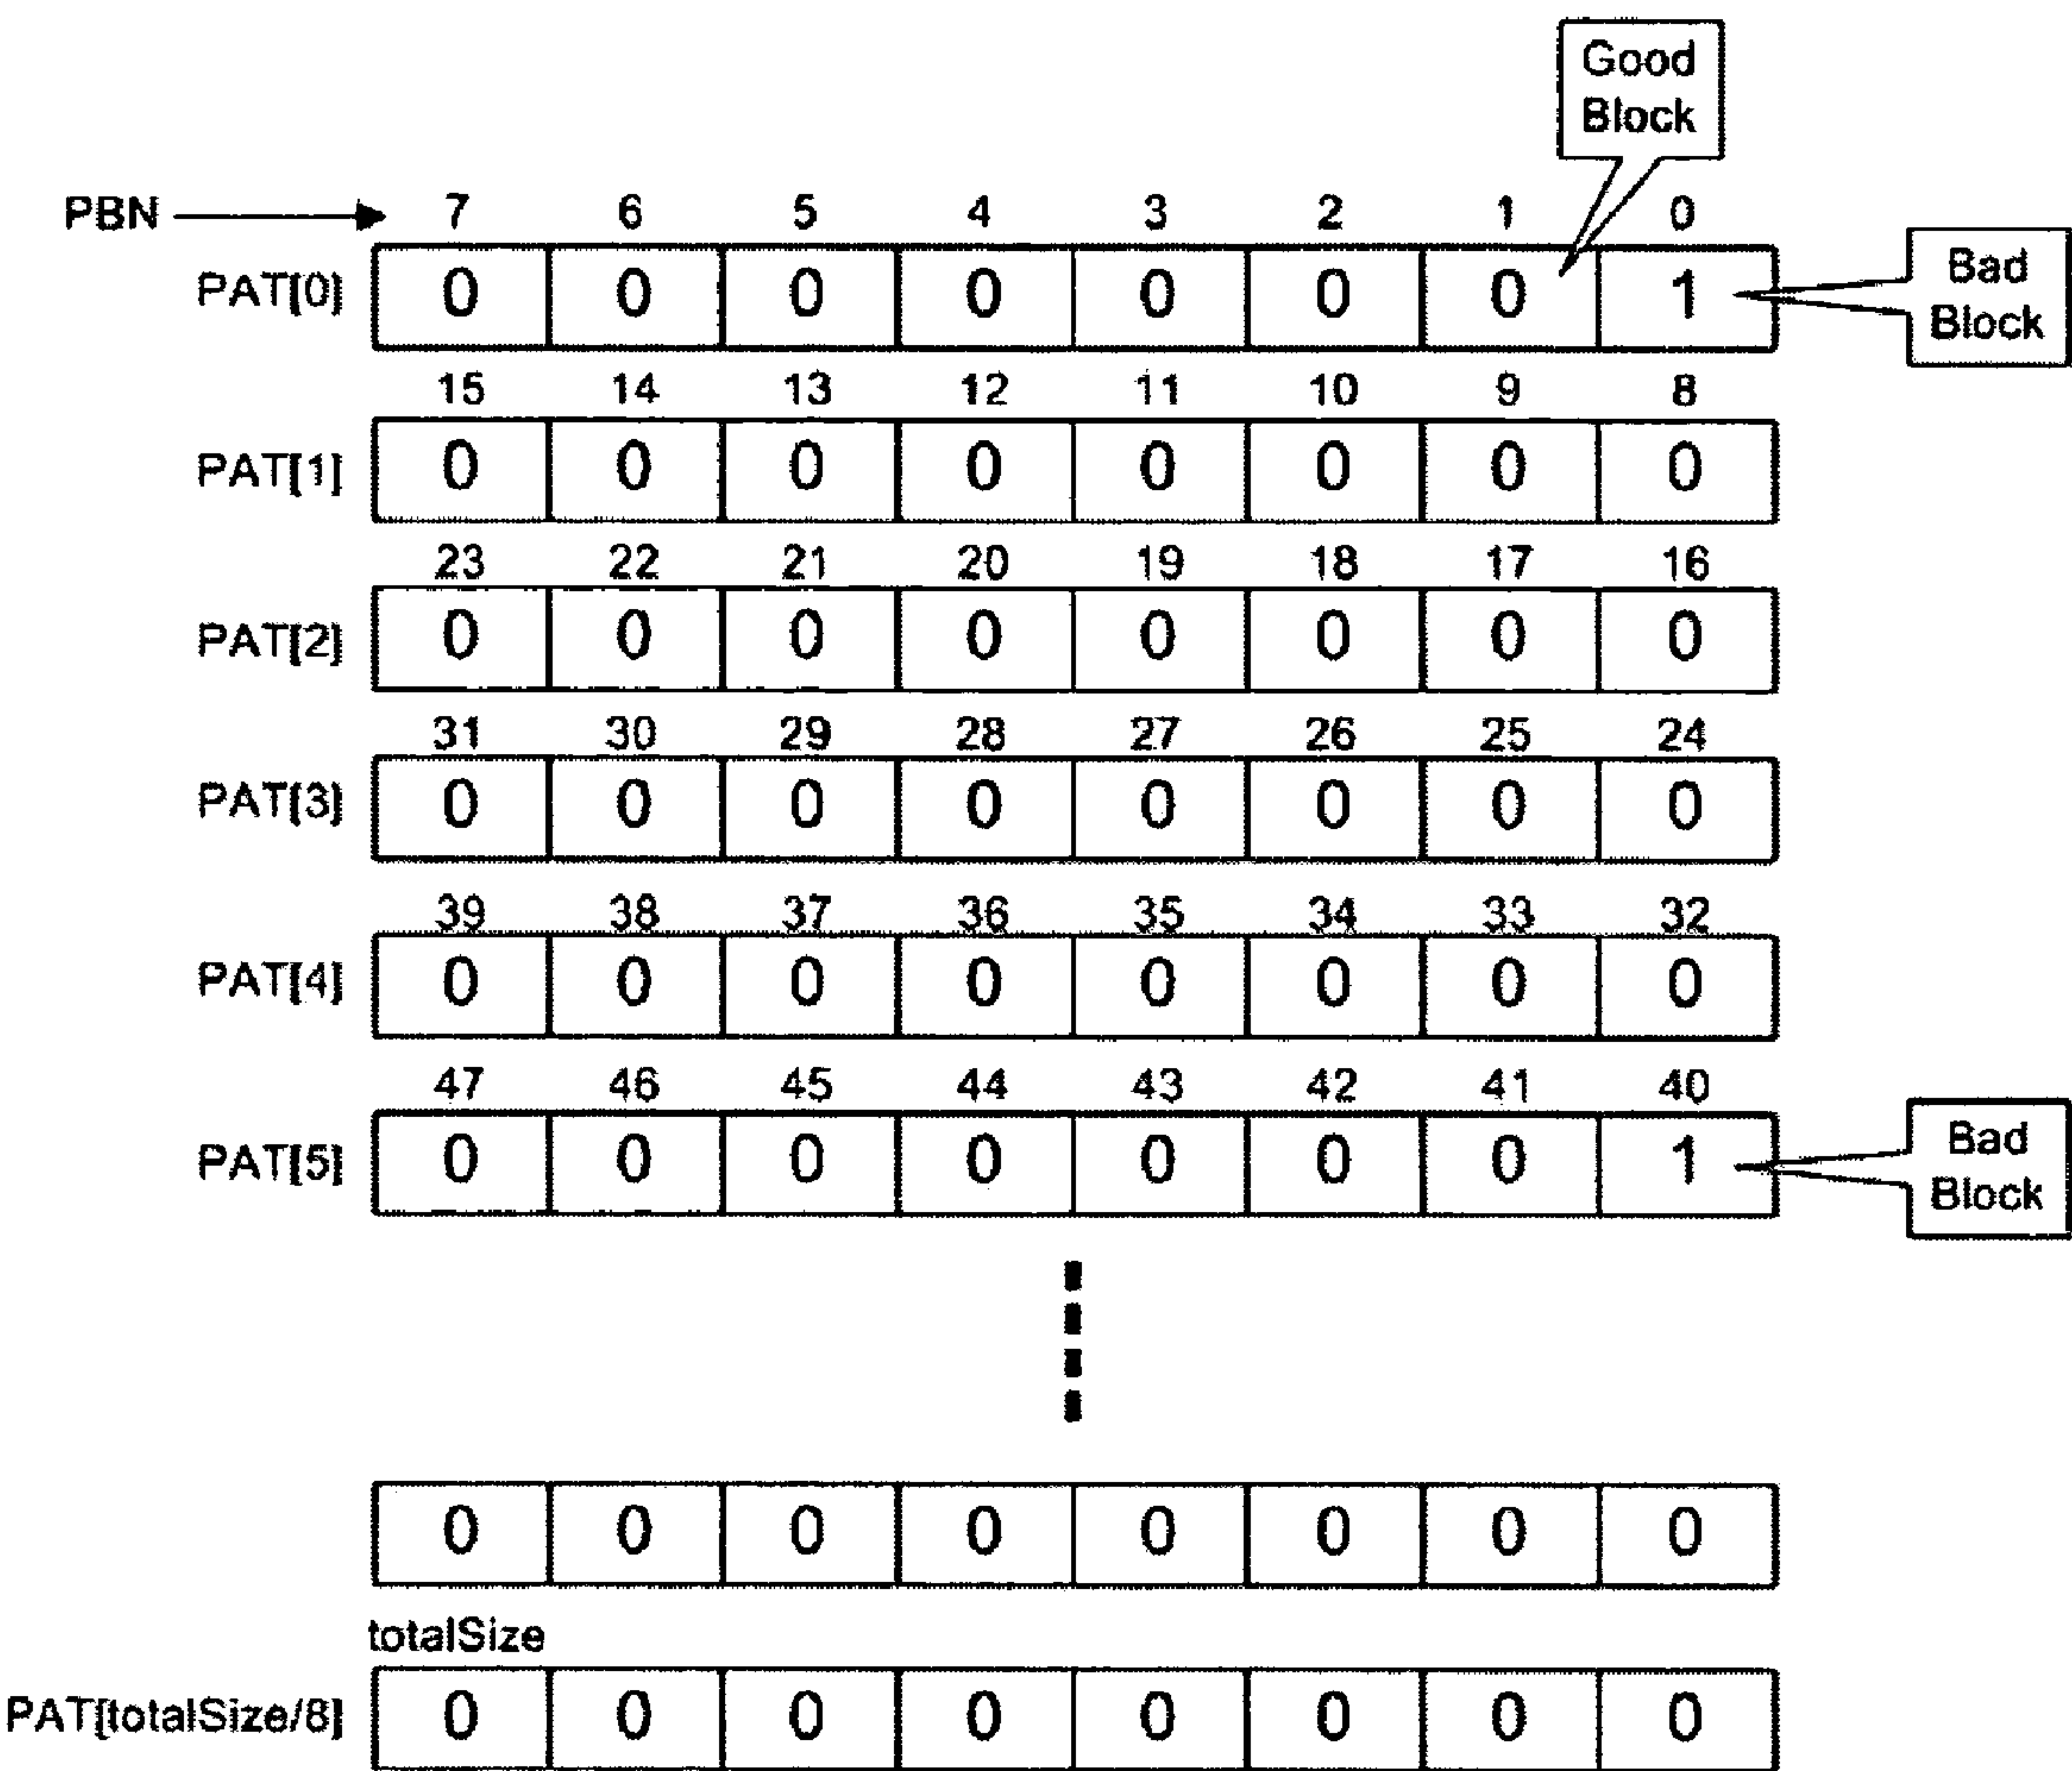 Good
Block
PBN 7 6 5 4 3 2 1 0
PAT[0] 0 0 0 0 0 0 0 1
Bad
Block
15 14 13 12 11 10 9 8
PAT[1] 0 0 0 0 0 0 0 0
23 22 21 20 19 18 17 16
PAT[2] 0 0 0 0 0 0 0 0
31 30 29 28 27 26 25 24
PAT[3] 0 0 0 0 0 0 0 0
39 38 37 36 35 34 33 32
PAT[4] 0 0 0 0 0 0 0 0
47 46 45 44 43 42 41 40
PAT[5] 0 0 0 0 0 0 0 1
Bad
Block
0 0 0 0 0 0 0 0
totalSize
PAT[totalSize/8] 0 0 0 0 0 0 0 0